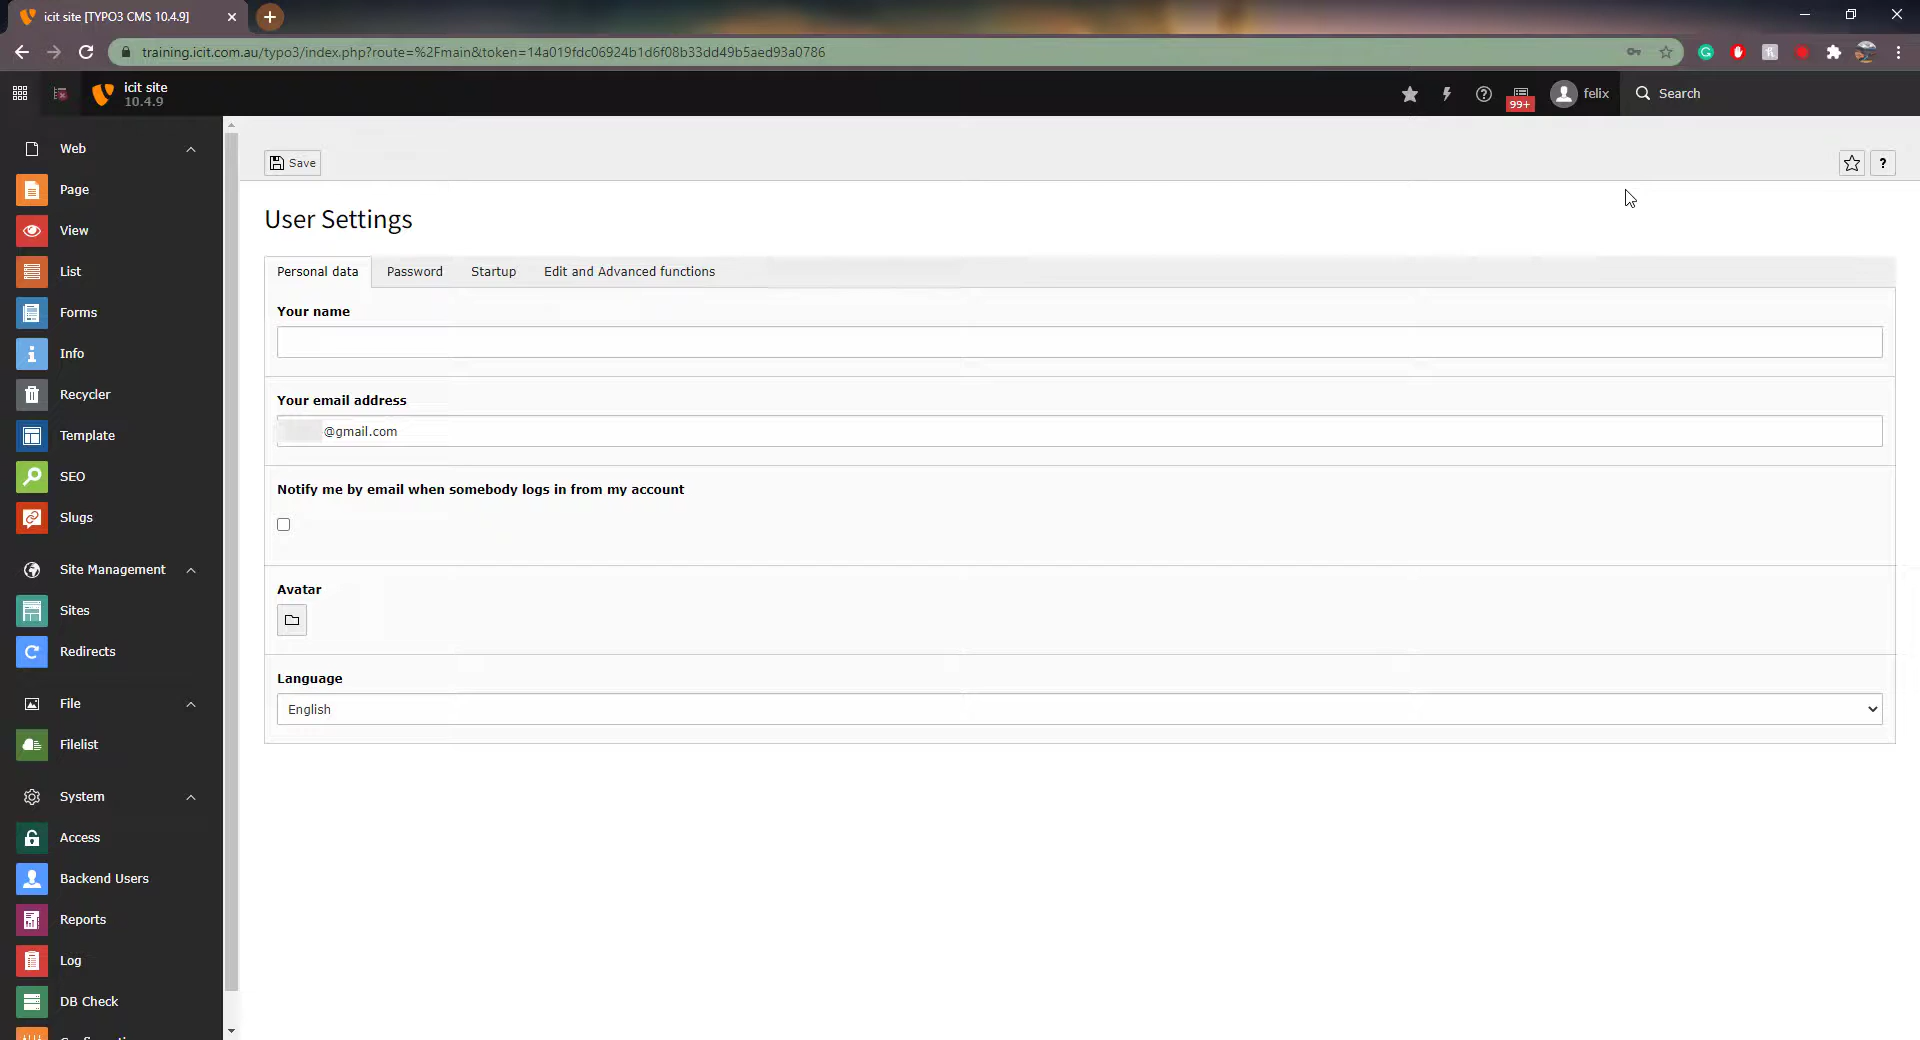 icit site [TYPO3 CMS 10.4.9]
training.icit.com.au/typo3/index.php?route=%2Fmain&token=14a019fdc06924b1d6f08b33dd49b5aed93a0786
icit site
10.4.9
99+
felix
Search
Web
Page
View
List
Forms
Info
Recycler
Template
SEO
Slugs
Site Management
Sites
Redirects
File
Filelist
System
Access
Backend Users
Reports
Log
DB Check
Save
?
User Settings
Personal data
Password
Startup
Edit and Advanced functions
Your name
Your email address
@gmail.com
Notify me by email when somebody logs in from my account
Avatar
Language
English